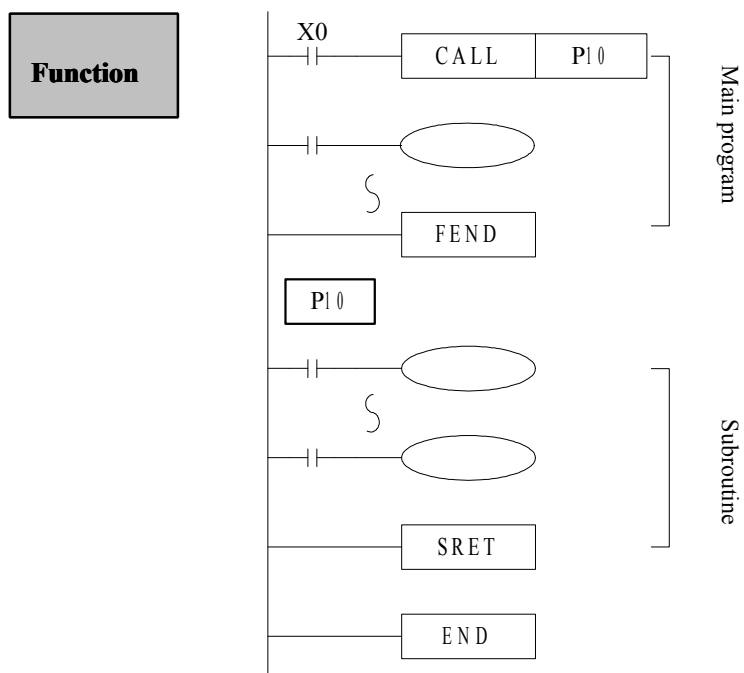 Function
X0
CALL P10
Main program
FEND
P10
Subroutine
SRET
END